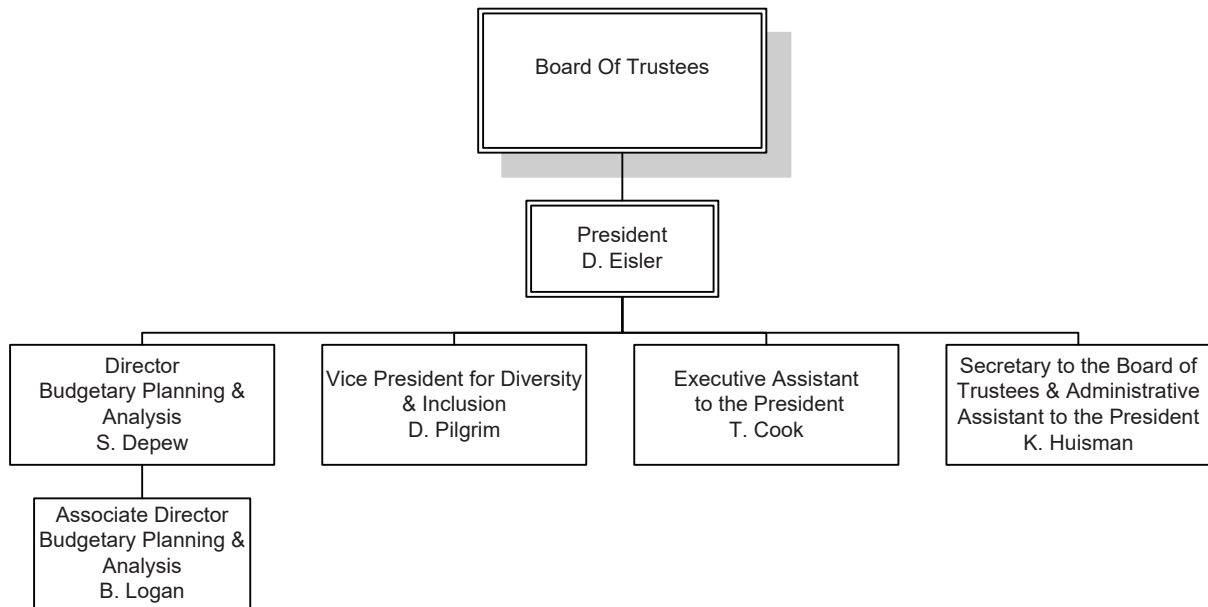 Board Of Trustees
President
D. Eisler
Director
Budgetary Planning &
Analysis
S. Depew
Vice President for Diversity
& Inclusion
D. Pilgrim
Executive Assistant
to the President
T. Cook
Secretary to the Board of
Trustees & Administrative
Assistant to the President
K. Huisman
Associate Director
Budgetary Planning &
Analysis
B. Logan